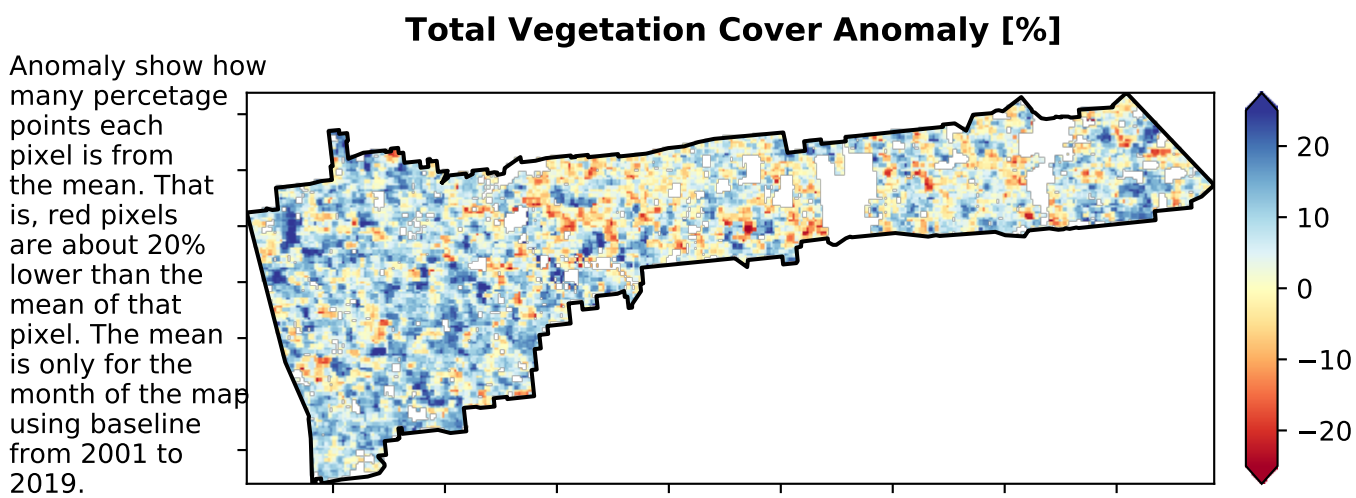 Total Vegetation Cover Anomaly [%]
Anomaly show how
many percetage
points each
pixel is from
the mean. That
is, red pixels
are about 20%
lower than the
mean of that
pixel. The mean
is only for the
month of the map
using baseline
from 2001 to
2019.
20
10
0
−10
−20